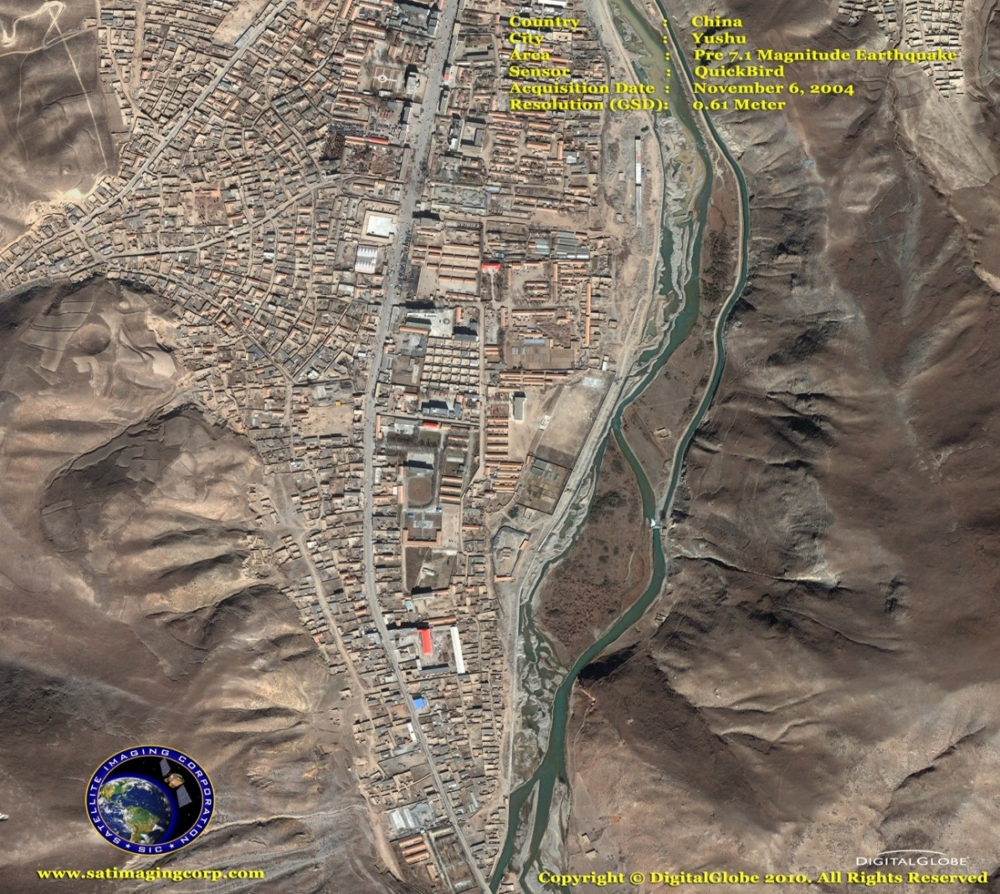 Country : China
City : Yushu
Area : Pre 7.1 Magnitude Earthquake
Sensor : QuickBird
Acquisition Date : November 6, 2004
Resolution (GSD): 0.61 Meter
SATELLITE IMAGING CORPORATION
★ SIC ★
www.satimagingcorp.com
DIGITALGLOBE
Copyright © DigitalGlobe 2010. All Rights Reserved